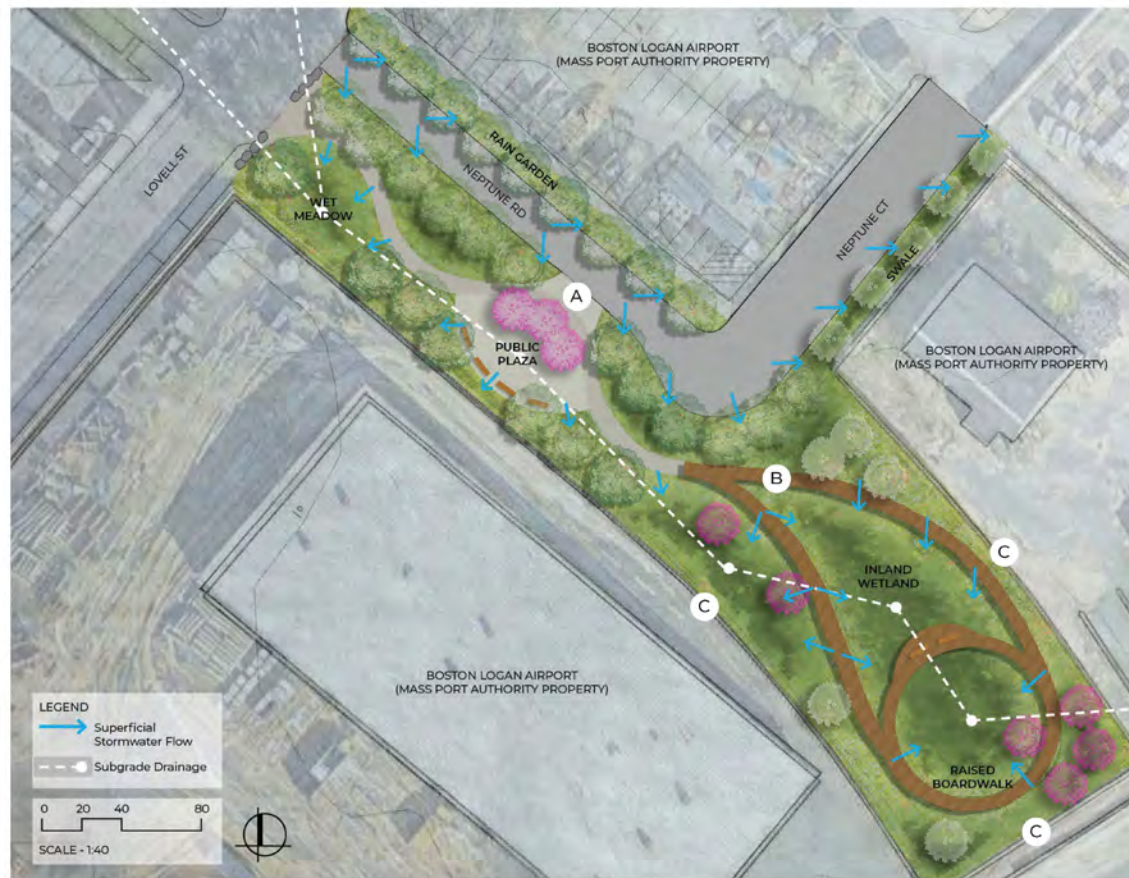 BOSTON LOGAN AIRPORT
(MASS PORT AUTHORITY PROPERTY)
LOVELL ST
RAIN GARDEN
NEPTUNE RD
WET
MEADOW
NEPTUNE CT
SWALE
A
PUBLIC
PLAZA
BOSTON LOGAN AIRPORT
(MASS PORT AUTHORITY PROPERTY)
B
C
INLAND
WETLAND
C
BOSTON LOGAN AIRPORT
(MASS PORT AUTHORITY PROPERTY)
RAISED
BOARDWALK
C
LEGEND
Superficial
Stormwater Flow
Subgrade Drainage
0 20 40 80
SCALE - 1:40